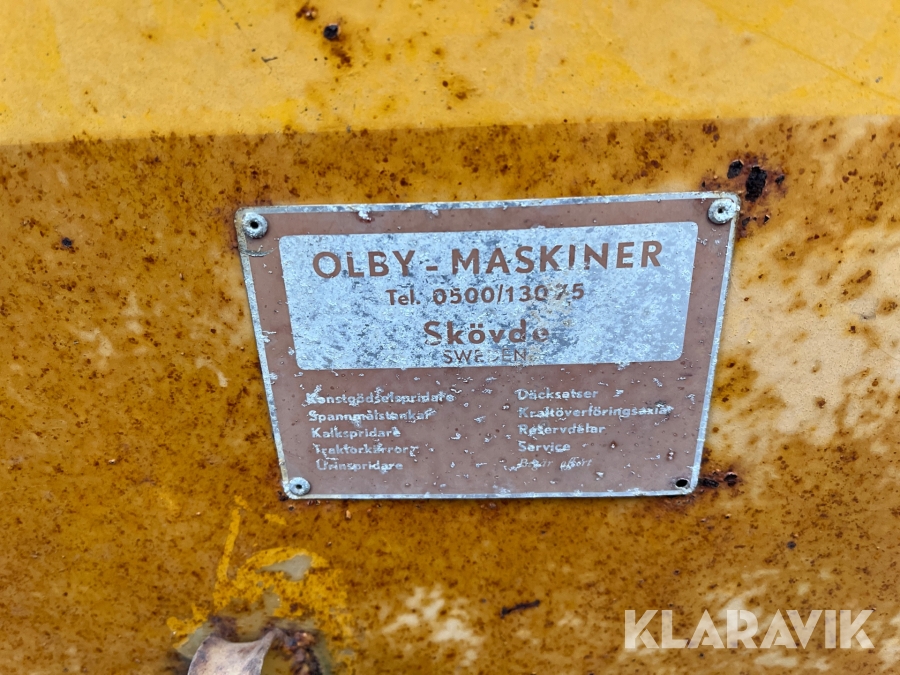 OLBY - MASKINER
Tel. 0500/13075
Skövde
SWEDEN
Konstgödselspridare
Spannmålstankar
Kalkspridare
Traktorkärror
Urinspridare
Däcksatser
Kraftöverföringsaxlar
Reservdelar
Service
KLARAVIK